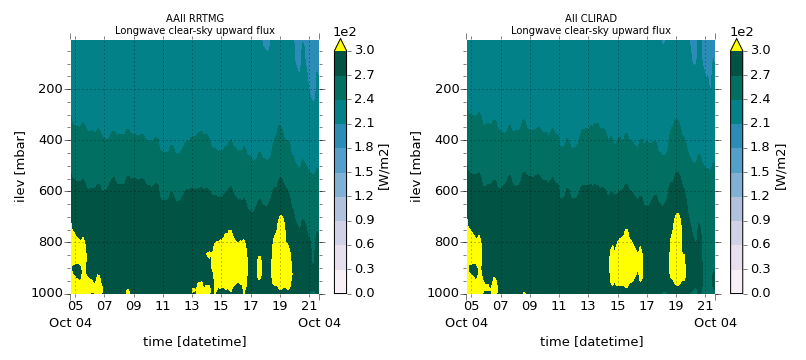 AAII RRTMG
Longwave clear-sky upward flux
1e2
3.0
2.7
2.4
2.1
1.8
1.5
1.2
0.9
0.6
0.3
0.0
[W/m2]
200
400
600
800
1000
ilev [mbar]
05 07 09 11 13 15 17 19 21
Oct 04 Oct 04
time [datetime]
All CLIRAD
Longwave clear-sky upward flux
1e2
3.0
2.7
2.4
2.1
1.8
1.5
1.2
0.9
0.6
0.3
0.0
[W/m2]
200
400
600
800
1000
ilev [mbar]
05 07 09 11 13 15 17 19 21
Oct 04 Oct 04
time [datetime]